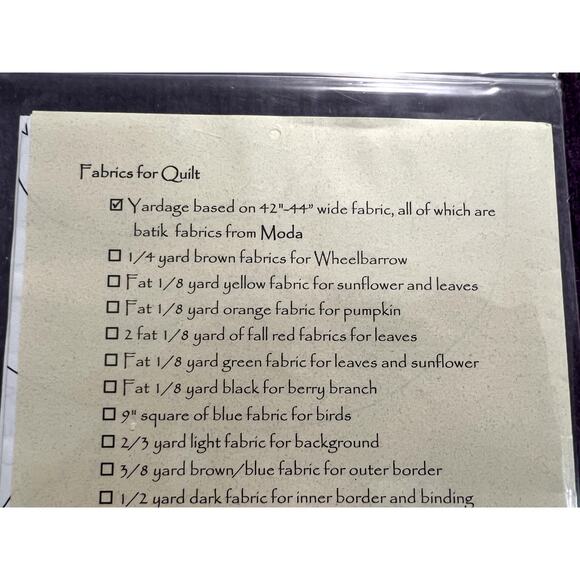 Fabrics for Quilt
☑ Yardage based on 42"-44" wide fabric, all of which are
batik fabrics from Moda
☐ 1/4 yard brown fabrics for Wheelbarrow
☐ Fat 1/8 yard yellow fabric for sunflower and leaves
☐ Fat 1/8 yard orange fabric for pumpkin
☐ 2 fat 1/8 yard of fall red fabrics for leaves
☐ Fat 1/8 yard green fabric for leaves and sunflower
☐ Fat 1/8 yard black for berry branch
☐ 9" square of blue fabric for birds
☐ 2/3 yard light fabric for background
☐ 3/8 yard brown/blue fabric for outer border
☐ 1/2 yard dark fabric for inner border and binding